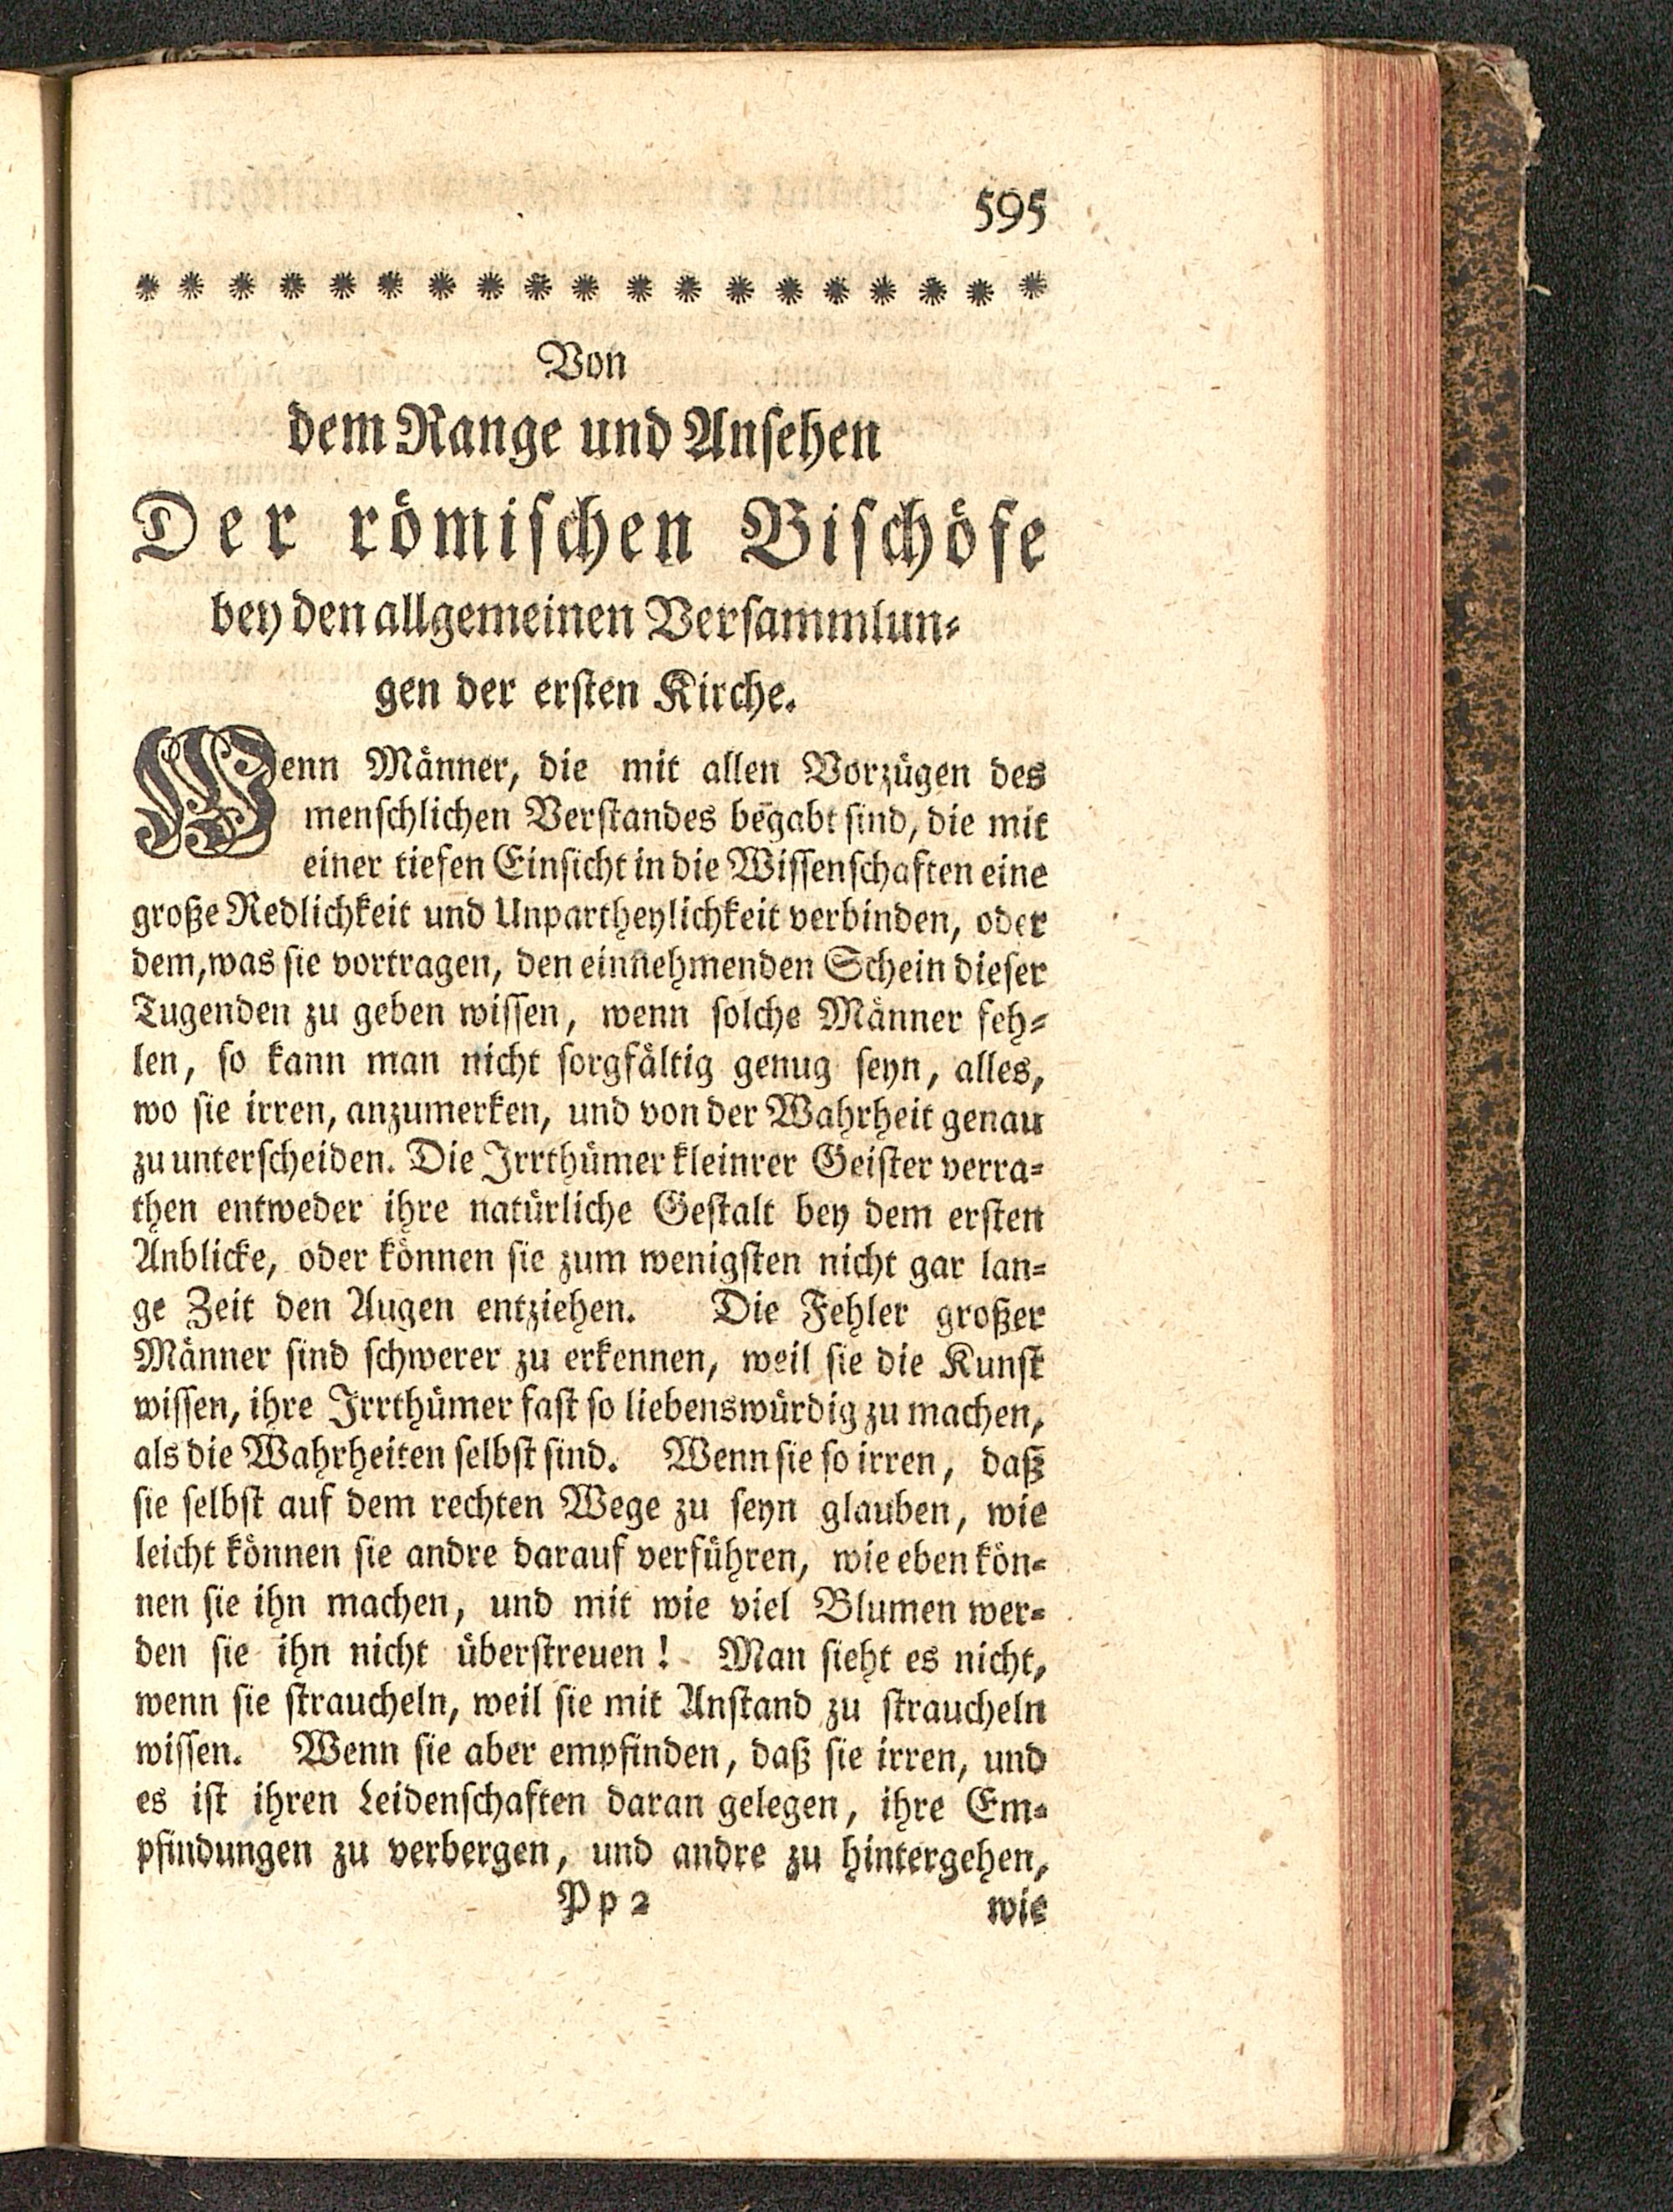 595
* * * * * * * * * * * * * * * * * * *
Von
dem Range und Ansehen
Der römischen Bischöfe
bey den allgemeinen Versammlun-
gen der ersten Kirche.
Wenn Männer, die mit allen Vorzügen des
menschlichen Verstandes begabt sind, die mit
einer tiefen Einsicht in die Wissenschaften eine
große Redlichkeit und Unpartheylichkeit verbinden, oder
dem, was sie vortragen, den einnehmenden Schein dieser
Tugenden zu geben wissen, wenn solche Männer feh-
len, so kann man nicht sorgfältig genug seyn, alles,
wo sie irren, anzumerken, und von der Wahrheit genau
zu unterscheiden. Die Irrthümer kleinrer Geister verra-
then entweder ihre natürliche Gestalt bey dem ersten
Anblicke, oder können sie zum wenigsten nicht gar lan-
ge Zeit den Augen entziehen. Die Fehler großer
Männer sind schwerer zu erkennen, weil sie die Kunst
wissen, ihre Irrthümer fast so liebenswürdig zu machen,
als die Wahrheiten selbst sind. Wenn sie so irren, daß
sie selbst auf dem rechten Wege zu seyn glauben, wie
leicht können sie andre darauf verführen, wie eben kön-
nen sie ihn machen, und mit wie viel Blumen wer-
den sie ihn nicht überstreuen! Man sieht es nicht,
wenn sie straucheln, weil sie mit Anstand zu straucheln
wissen. Wenn sie aber empfinden, daß sie irren, und
es ist ihren Leidenschaften daran gelegen, ihre Em-
pfindungen zu verbergen, und andre zu hintergehen,
Pp 2 wie